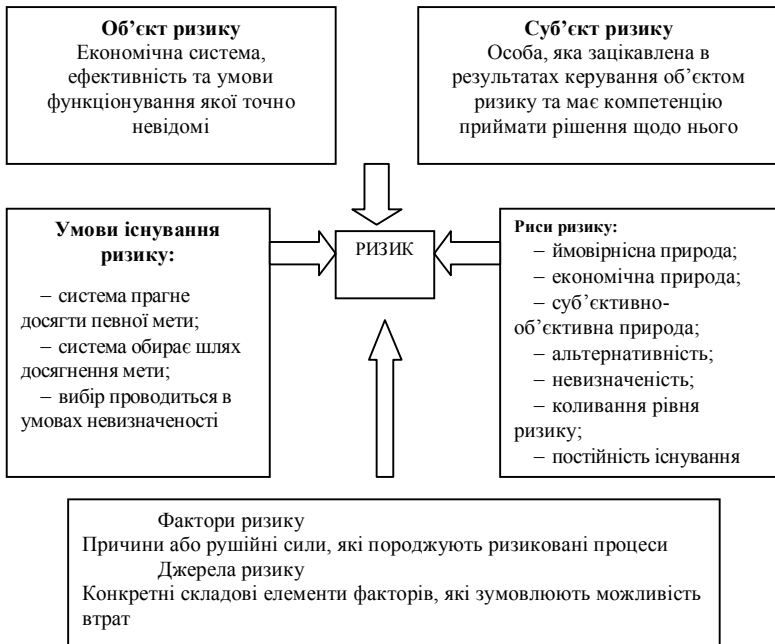 Об’єкт ризику
Економічна система,
ефективність та умови
функціонування якої точно
невідомі
Суб’єкт ризику
Особа, яка зацікавлена в
результатах керування об’єктом
ризику та має компетенцію
приймати рішення щодо нього
Умови існування
ризику:
– система прагне
досягти певної мети;
– система обирає шлях
досягнення мети;
– вибір проводиться в
умовах невизначеності
РИЗИК
Риси ризику:
– ймовірнісна природа;
– економічна природа;
– суб’єктивно-
об’єктивна природа;
– альтернативність;
– невизначеність;
– коливання рівня
ризику;
– постійність існування
Фактори ризику
Причини або рушійні сили, які породжують ризиковані процеси
Джерела ризику
Конкретні складові елементи факторів, які зумовлюють можливість
втрат